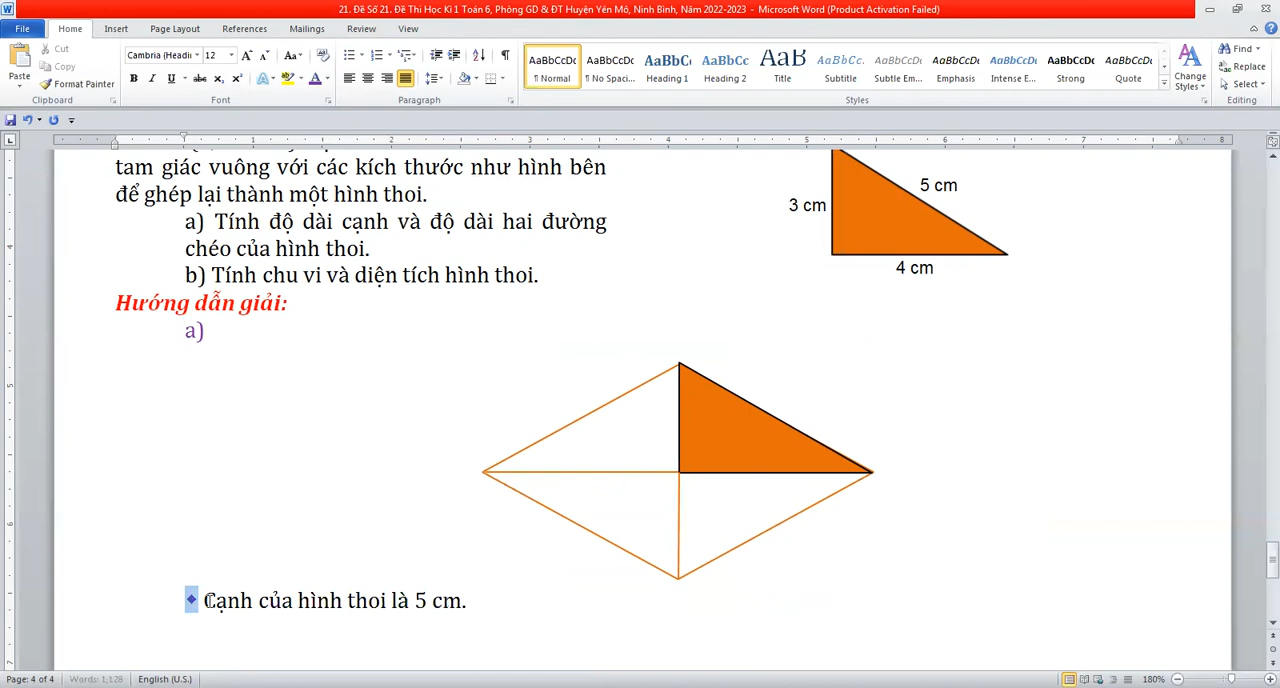 21. Đề Số 21. Đề Thi Học Kì 1 Toán 6, Phòng GD & ĐT Huyện Yên Mô, Ninh Bình, Năm 2022-2023 - Microsoft Word (Product Activation Failed)
File Home Insert Page Layout References Mailings Review View
Paste
Cut
Copy
Format Painter
Clipboard
Cambria (Headi 12
Font
Paragraph
AaBbCcDc AaBbCcDc AaBbCc AaBbCc AaB AaBbCc. AaBbCcDc AaBbCcDc AaBbCcDc AaBbCcDc AaBbCcDc
¶ Normal ¶ No Spaci... Heading 1 Heading 2 Title Subtitle Subtle Em... Emphasis Intense E... Strong Quote
Styles
Change Styles
Find
Replace
Select
Editing
tam giác vuông với các kích thước như hình bên
để ghép lại thành một hình thoi.
a) Tính độ dài cạnh và độ dài hai đường
chéo của hình thoi.
b) Tính chu vi và diện tích hình thoi.
3 cm
5 cm
4 cm
Hướng dẫn giải:
a)
Cạnh của hình thoi là 5 cm.
Page: 4 of 4 Words: 1,128 English (U.S.) 180%